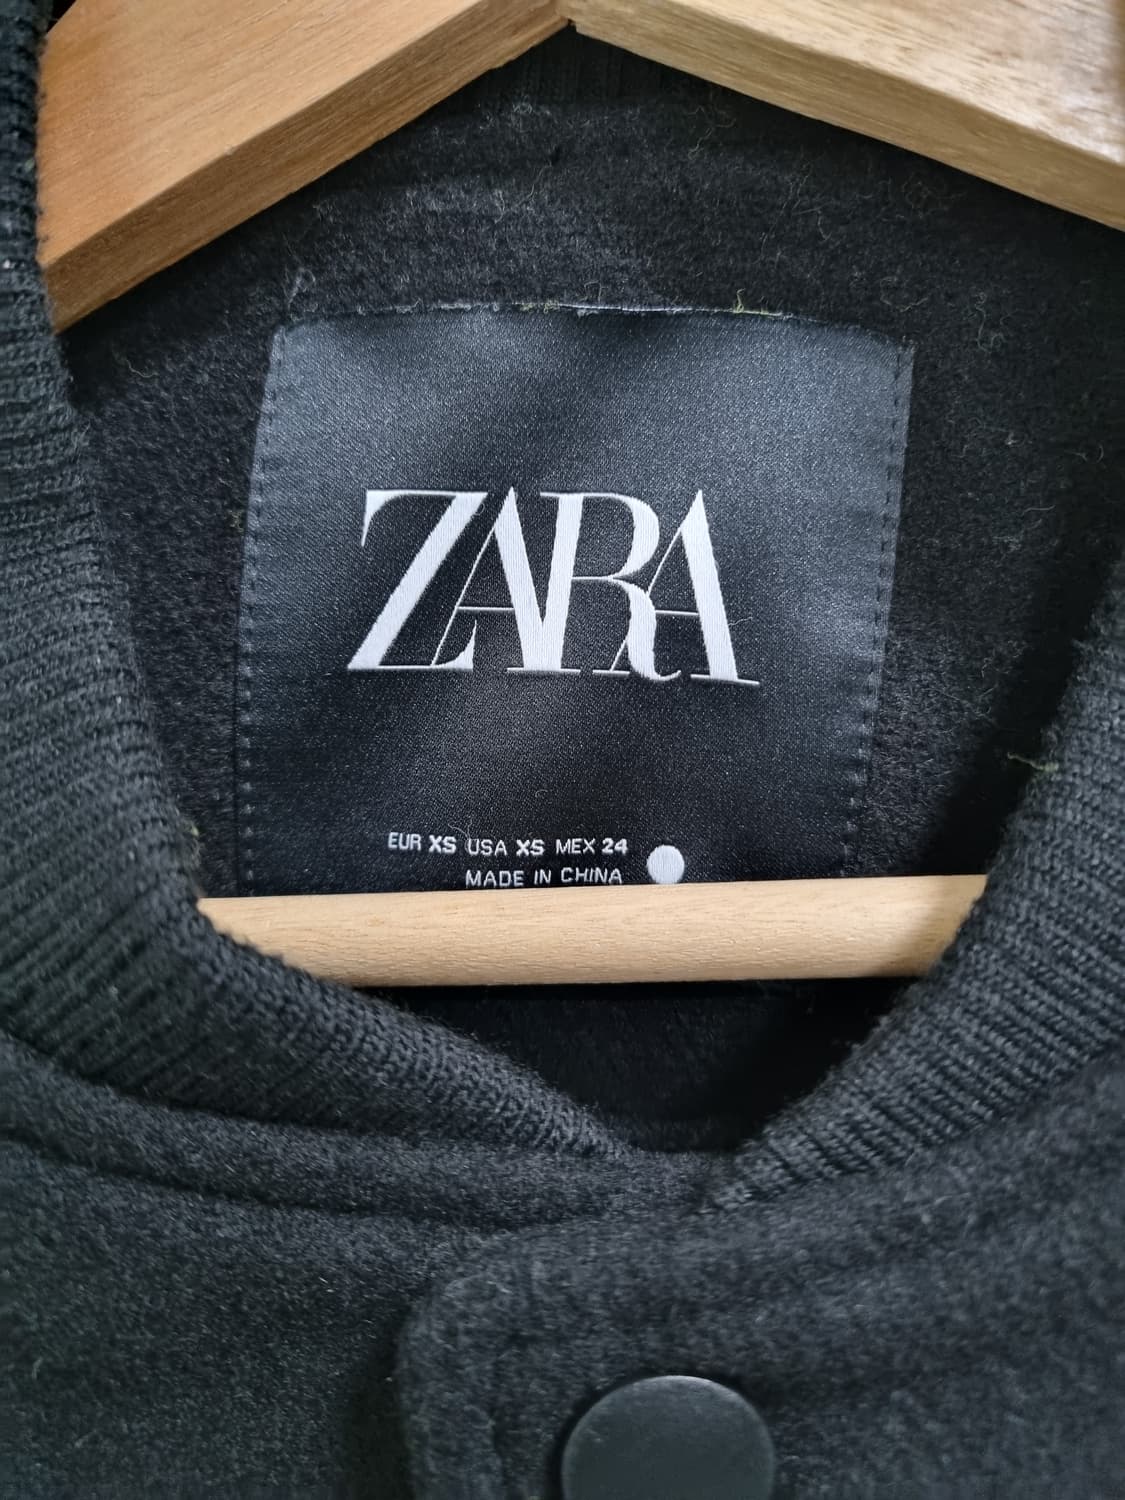 ZARA
EUR XS USA XS MEX 24
MADE IN CHINA